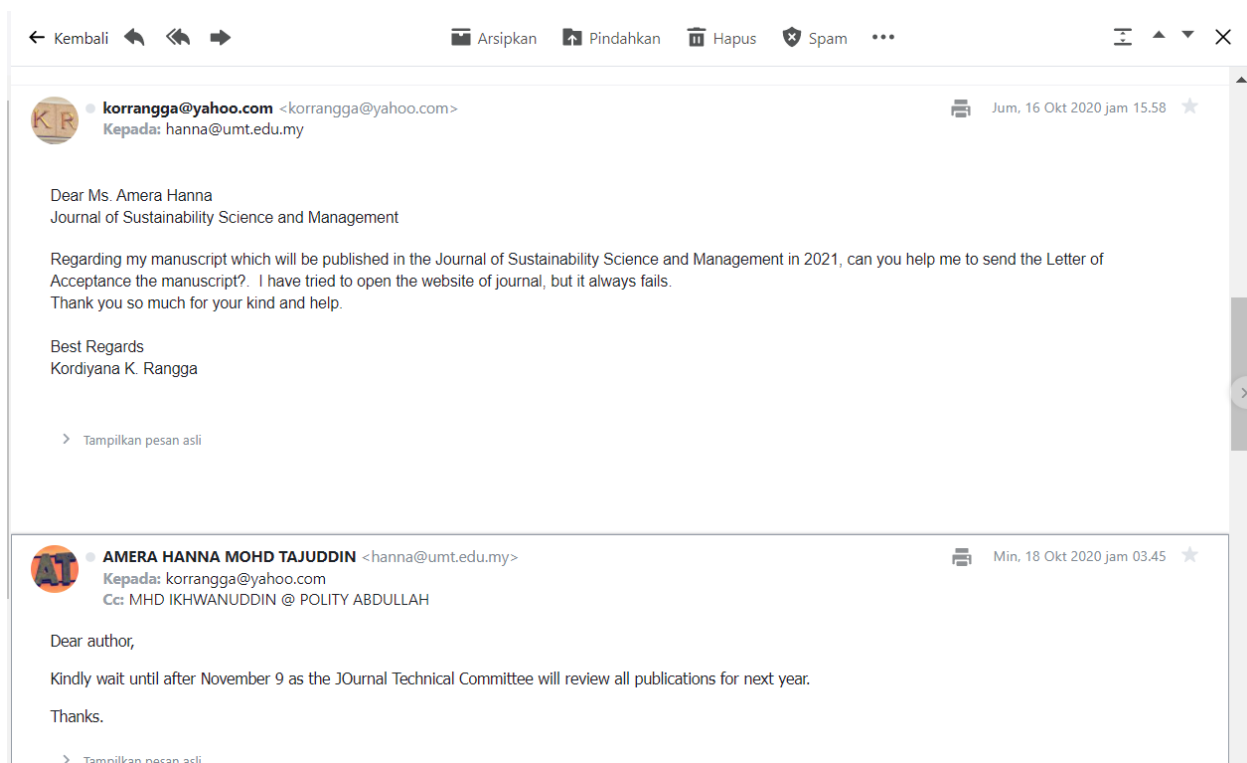 Kembali Arsipkan Pindahkan Hapus Spam
KR korrangga@yahoo.com <korrangga@yahoo.com> Jum, 16 Okt 2020 jam 15.58
Kepada: hanna@umt.edu.my
Dear Ms. Amera Hanna
Journal of Sustainability Science and Management
Regarding my manuscript which will be published in the Journal of Sustainability Science and Management in 2021, can you help me to send the Letter of
Acceptance the manuscript?.  I have tried to open the website of journal, but it always fails.
Thank you so much for your kind and help.
Best Regards
Kordiyana K. Rangga
Tampilkan pesan asli
AT AMERA HANNA MOHD TAJUDDIN <hanna@umt.edu.my> Min, 18 Okt 2020 jam 03.45
Kepada: korrangga@yahoo.com
Cc: MHD IKHWANUDDIN @ POLITY ABDULLAH
Dear author,
Kindly wait until after November 9 as the JOurnal Technical Committee will review all publications for next year.
Thanks.
Tampilkan pesan asli